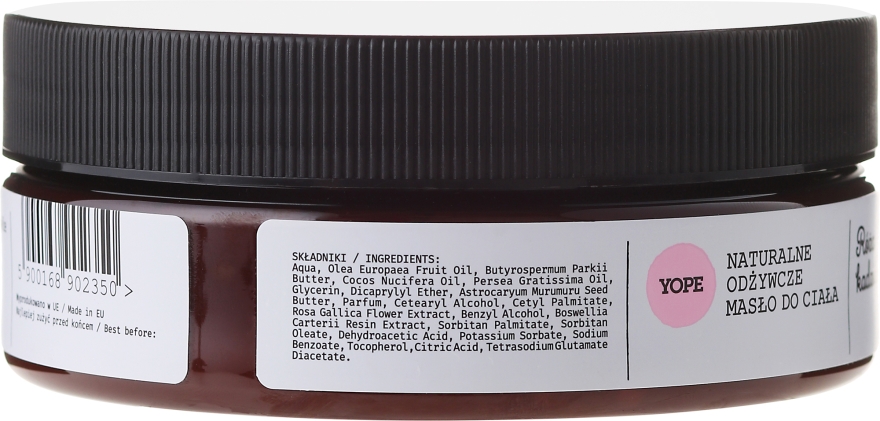 5 900168 902350 >
Wyprodukowano w UE / Made in EU
Najlepiej zużyć przed końcem / Best before:
SKŁADNIKI / INGREDIENTS:
Aqua, Olea Europaea Fruit Oil, Butyrospermum Parkii
Butter, Cocos Nucifera Oil, Persea Gratissima Oil,
Glycerin, Dicaprylyl Ether, Astrocaryum Murumuru Seed
Butter, Parfum, Cetearyl Alcohol, Cetyl Palmitate,
Rosa Gallica Flower Extract, Benzyl Alcohol, Boswellia
Carterii Resin Extract, Sorbitan Palmitate, Sorbitan
Oleate, Dehydroacetic Acid, Potassium Sorbate, Sodium
Benzoate, Tocopherol, Citric Acid, Tetrasodium Glutamate
Diacetate.
YOPE
NATURALNE
ODŻYWCZE
MASŁO DO CIAŁA